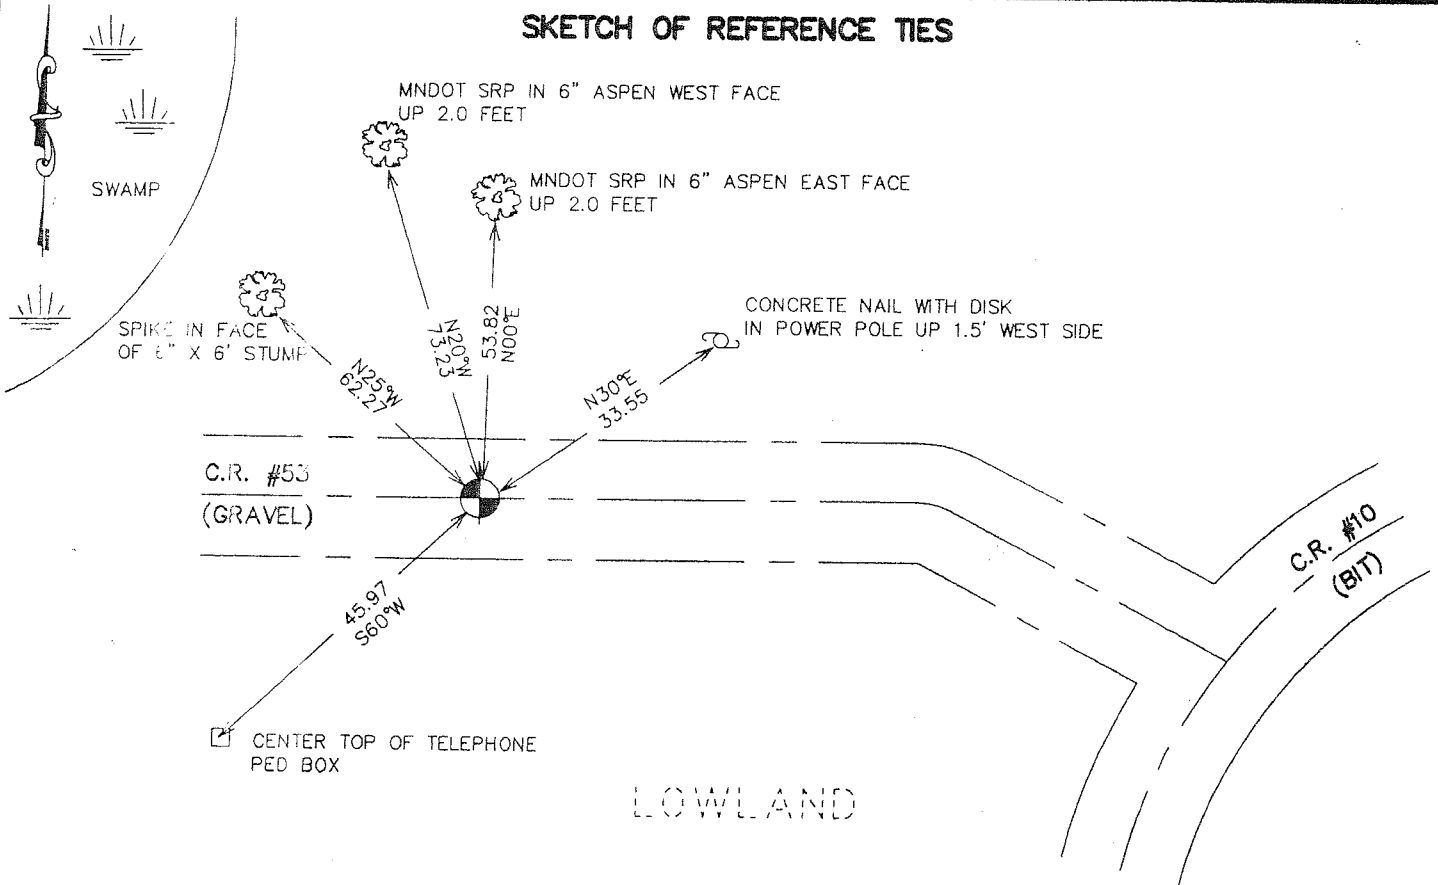 SKETCH OF REFERENCE TIES
MNDOT SRP IN 6" ASPEN WEST FACE
UP 2.0 FEET
MNDOT SRP IN 6" ASPEN EAST FACE
UP 2.0 FEET
SWAMP
CONCRETE NAIL WITH DISK
IN POWER POLE UP 1.5' WEST SIDE
SPIKE IN FACE
OF 6" X 6' STUMP
N25°W
62.27
N20°W
73.23
53.82
N00°E
N30°E
33.55
C.R. #53
(GRAVEL)
C.R. #10
(BIT)
45.97
S60°W
CENTER TOP OF TELEPHONE
PED BOX
LOWLAND